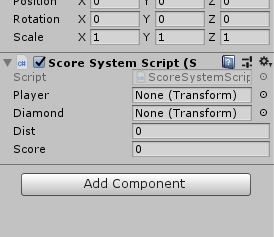 Position X 0 Y 0 Z 0
Rotation X 0 Y 0 Z 0
Scale X 1 Y 1 Z 1
Score System Script (S
Script ScoreSystemScrip
Player None (Transform)
Diamond None (Transform)
Dist 0
Score 0
Add Component